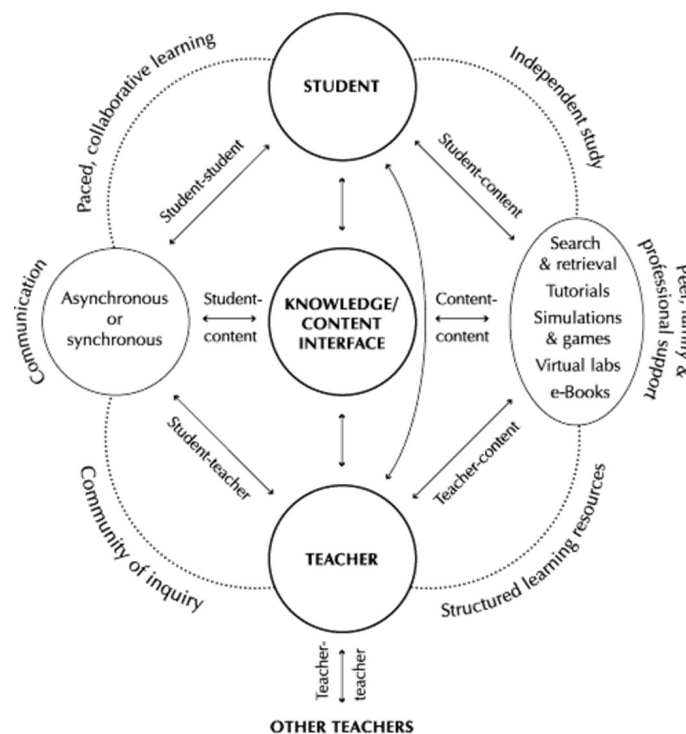 STUDENT
Paced, collaborative learning
Independent study
Student-student
Student-content
Communication
Asynchronous
or
synchronous
Student-
content
KNOWLEDGE/
CONTENT
INTERFACE
Content-
content
Search
& retrieval
Tutorials
Simulations
& games
Virtual labs
e-Books
professional support
Student-teacher
Teacher-content
Community of inquiry
Structured learning resources
TEACHER
Teacher-
teacher
OTHER TEACHERS